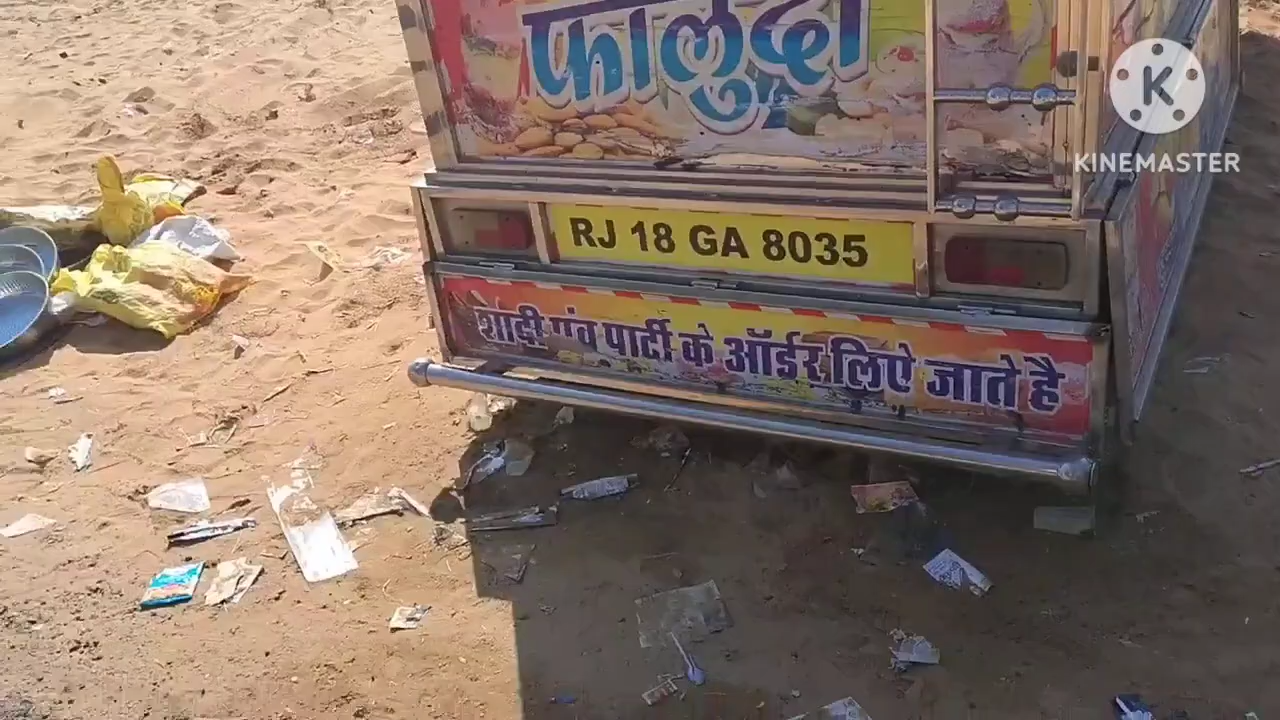 फालुदा
K
KINEMASTER
RJ 18 GA 8035
शादी एंव पार्टी के ऑर्डर लिऐ जाते है